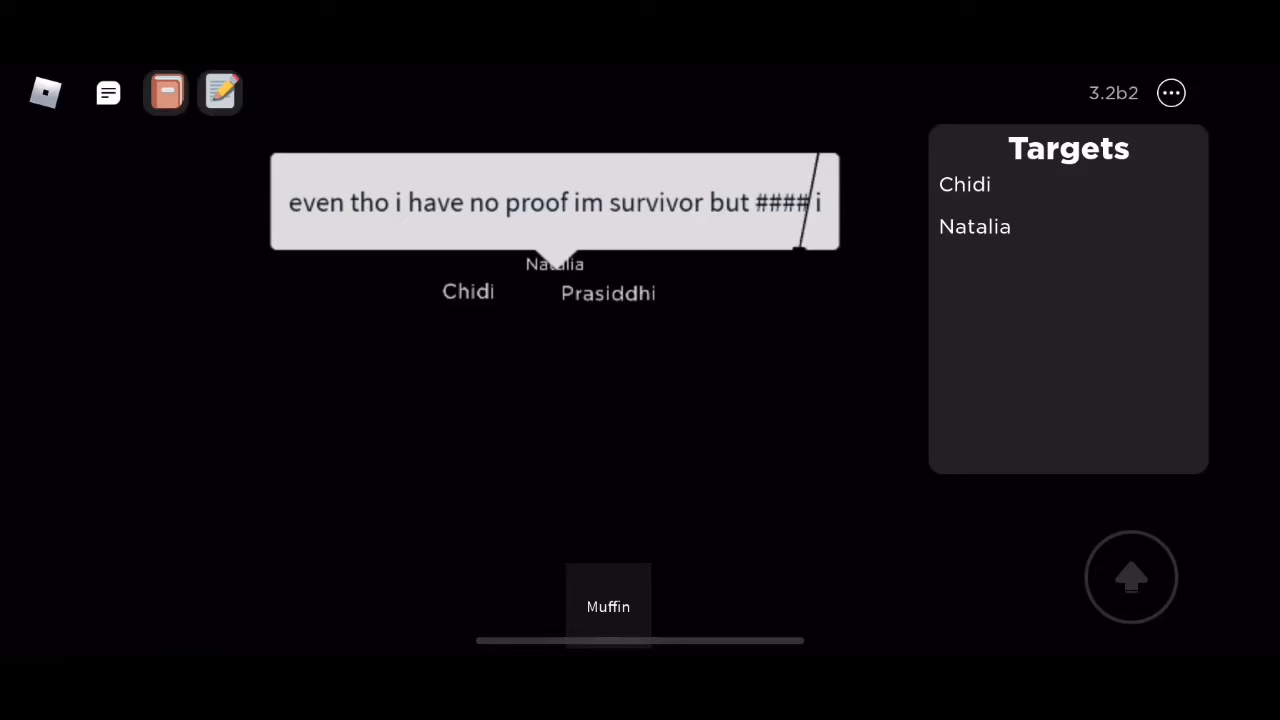 3.2b2
Targets
Chidi
Natalia
even tho i have no proof im survivor but #### i
Natalia
Chidi Prasiddhi
Muffin